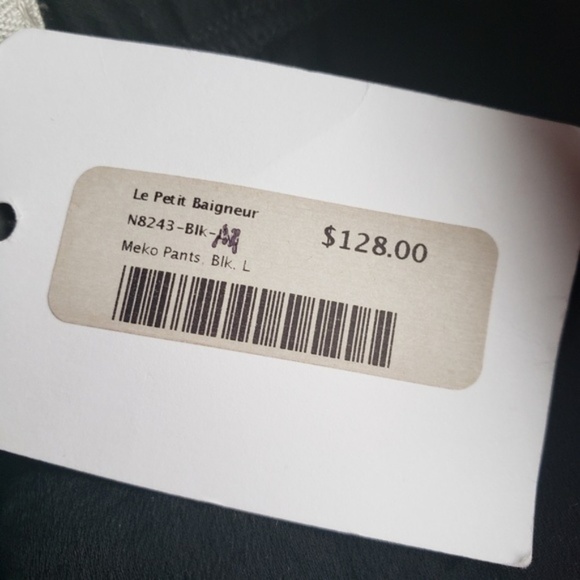 Le Petit Baigneur
N8243-Blk-
$128.00
Meko Pants. Blk. L